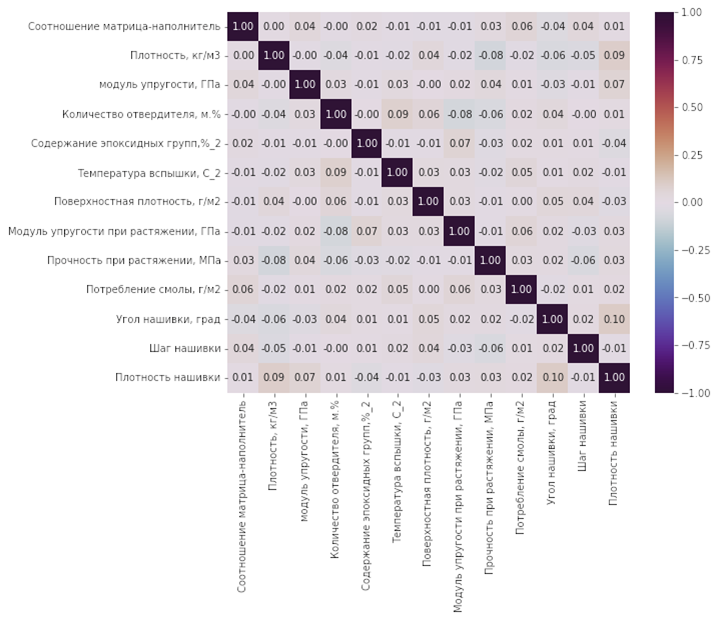 Соотношение матрица-наполнитель 1.00 0.00 0.04 -0.00 0.02 -0.01 -0.01 -0.01 0.03 0.06 -0.04 0.04 0.01
Плотность, кг/м3 0.00 1.00 -0.00 -0.04 -0.01 -0.02 0.04 -0.02 -0.08 -0.02 -0.06 -0.05 0.09
модуль упругости, ГПа 0.04 -0.00 1.00 0.03 -0.01 0.03 -0.00 0.02 0.04 0.01 -0.03 -0.01 0.07
Количество отвердителя, м.% -0.00 -0.04 0.03 1.00 -0.00 0.09 0.06 -0.08 -0.06 0.02 0.04 -0.00 0.01
Содержание эпоксидных групп,%_2 0.02 -0.01 -0.01 -0.00 1.00 -0.01 -0.01 0.07 -0.03 0.02 0.01 0.01 -0.04
Температура вспышки, С_2 -0.01 -0.02 0.03 0.09 -0.01 1.00 0.03 0.03 -0.02 0.05 0.01 0.02 -0.01
Поверхностная плотность, г/м2 -0.01 0.04 -0.00 0.06 -0.01 0.03 1.00 0.03 -0.01 0.00 0.05 0.04 -0.03
Модуль упругости при растяжении, ГПа -0.01 -0.02 0.02 -0.08 0.07 0.03 0.03 1.00 -0.01 0.06 0.02 -0.03 0.03
Прочность при растяжении, МПа 0.03 -0.08 0.04 -0.06 -0.03 -0.02 -0.01 -0.01 1.00 0.03 0.02 -0.06 0.03
Потребление смолы, г/м2 0.06 -0.02 0.01 0.02 0.02 0.05 0.00 0.06 0.03 1.00 -0.02 0.01 0.02
Угол нашивки, град -0.04 -0.06 -0.03 0.04 0.01 0.01 0.05 0.02 0.02 -0.02 1.00 0.02 0.10
Шаг нашивки 0.04 -0.05 -0.01 -0.00 0.01 0.02 0.04 -0.03 -0.06 0.01 0.02 1.00 -0.01
Плотность нашивки 0.01 0.09 0.07 0.01 -0.04 -0.01 -0.03 0.03 0.03 0.02 0.10 -0.01 1.00
Соотношение матрица-наполнитель
Плотность, кг/м3
модуль упругости, ГПа
Количество отвердителя, м.%
Содержание эпоксидных групп,%_2
Температура вспышки, С_2
Поверхностная плотность, г/м2
Модуль упругости при растяжении, ГПа
Прочность при растяжении, МПа
Потребление смолы, г/м2
Угол нашивки, град
Шаг нашивки
Плотность нашивки
1.00
0.75
0.50
0.25
0.00
−0.25
−0.50
−0.75
−1.00